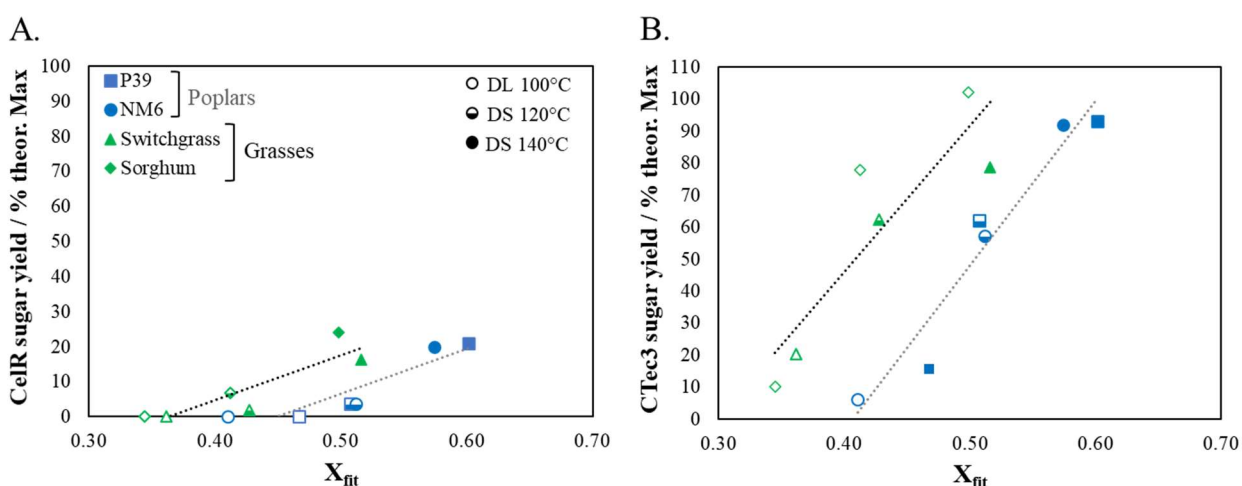 A.
CelR sugar yield / % theor. Max
100
90
80
70
60
50
40
30
20
10
0
P39
NM6
Poplars
Switchgrass
Sorghum
Grasses
DL 100°C
DS 120°C
DS 140°C
0.30 0.40 0.50 0.60 0.70
Xfit
B.
CTec3 sugar yield / % theor. Max
110
100
90
80
70
60
50
40
30
20
10
0
0.30 0.40 0.50 0.60 0.70
Xfit